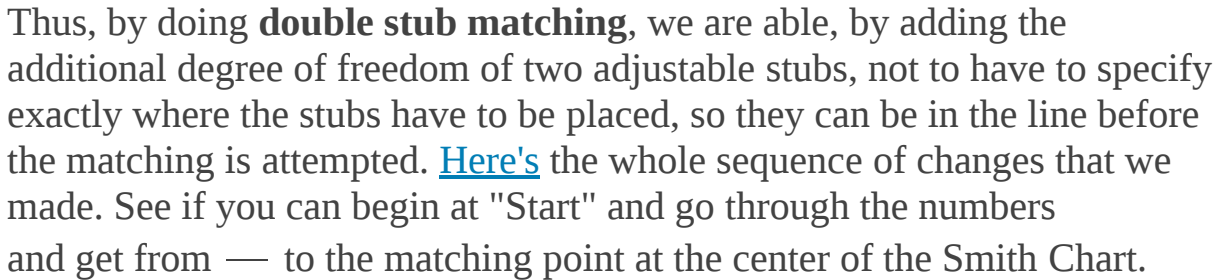 Thus, by doing double stub matching, we are able, by adding the
additional degree of freedom of two adjustable stubs, not to have to specify
exactly where the stubs have to be placed, so they can be in the line before
the matching is attempted. Here's the whole sequence of changes that we
made. See if you can begin at "Start" and go through the numbers
and get from — to the matching point at the center of the Smith Chart.